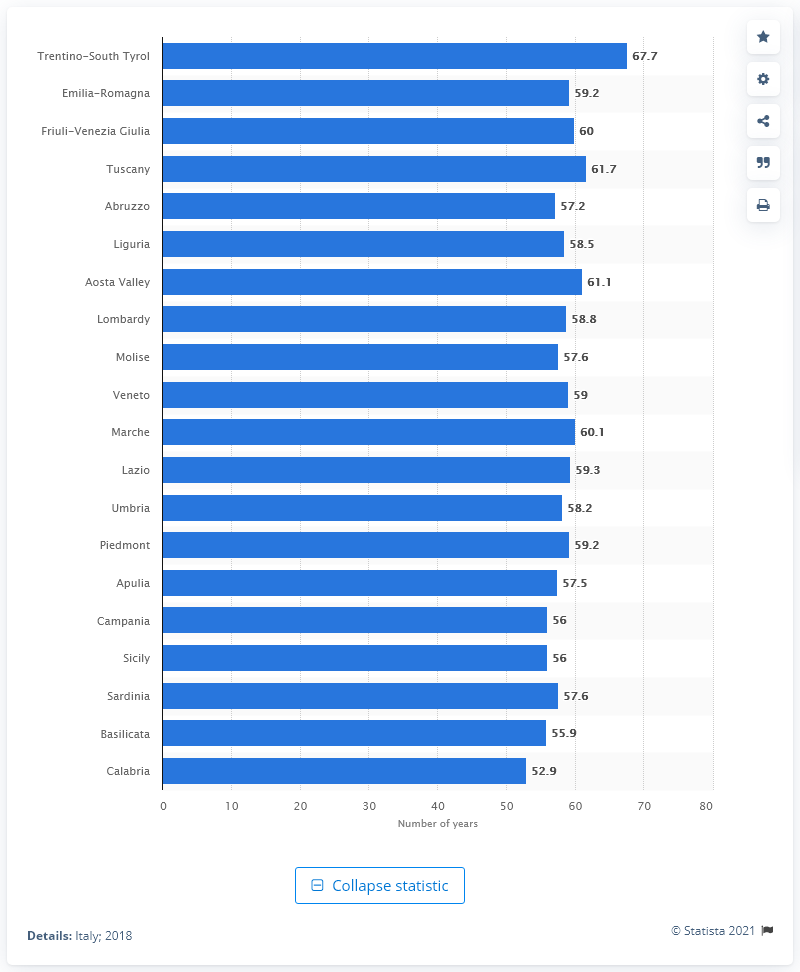 Trentino-South Tyrol 67.7
Emilia-Romagna 59.2
Friuli-Venezia Giulia 60
Tuscany 61.7
Abruzzo 57.2
Liguria 58.5
Aosta Valley 61.1
Lombardy 58.8
Molise 57.6
Veneto 59
Marche 60.1
Lazio 59.3
Umbria 58.2
Piedmont 59.2
Apulia 57.5
Campania 56
Sicily 56
Sardinia 57.6
Basilicata 55.9
Calabria 52.9
0 10 20 30 40 50 60 70 80
Number of years
Collapse statistic
Details: Italy; 2018
© Statista 2021